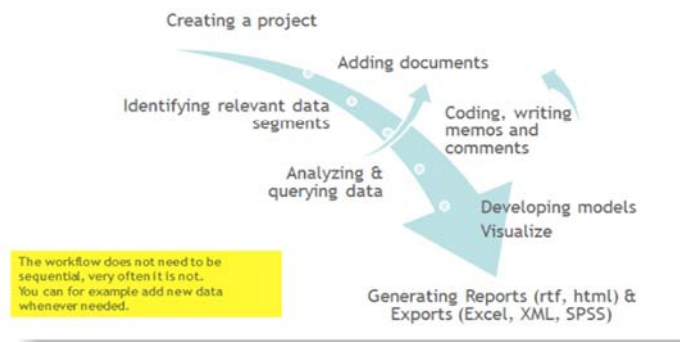 Creating a project
Adding documents
Identifying relevant data
segments
Coding, writing
memos and
comments
Analyzing &
querying data
Developing models
Visualize
The workflow does not need to be
sequential, very often it is not.
You can for example add new data
whenever needed.
Generating Reports (rtf, html) &
Exports (Excel, XML, SPSS)